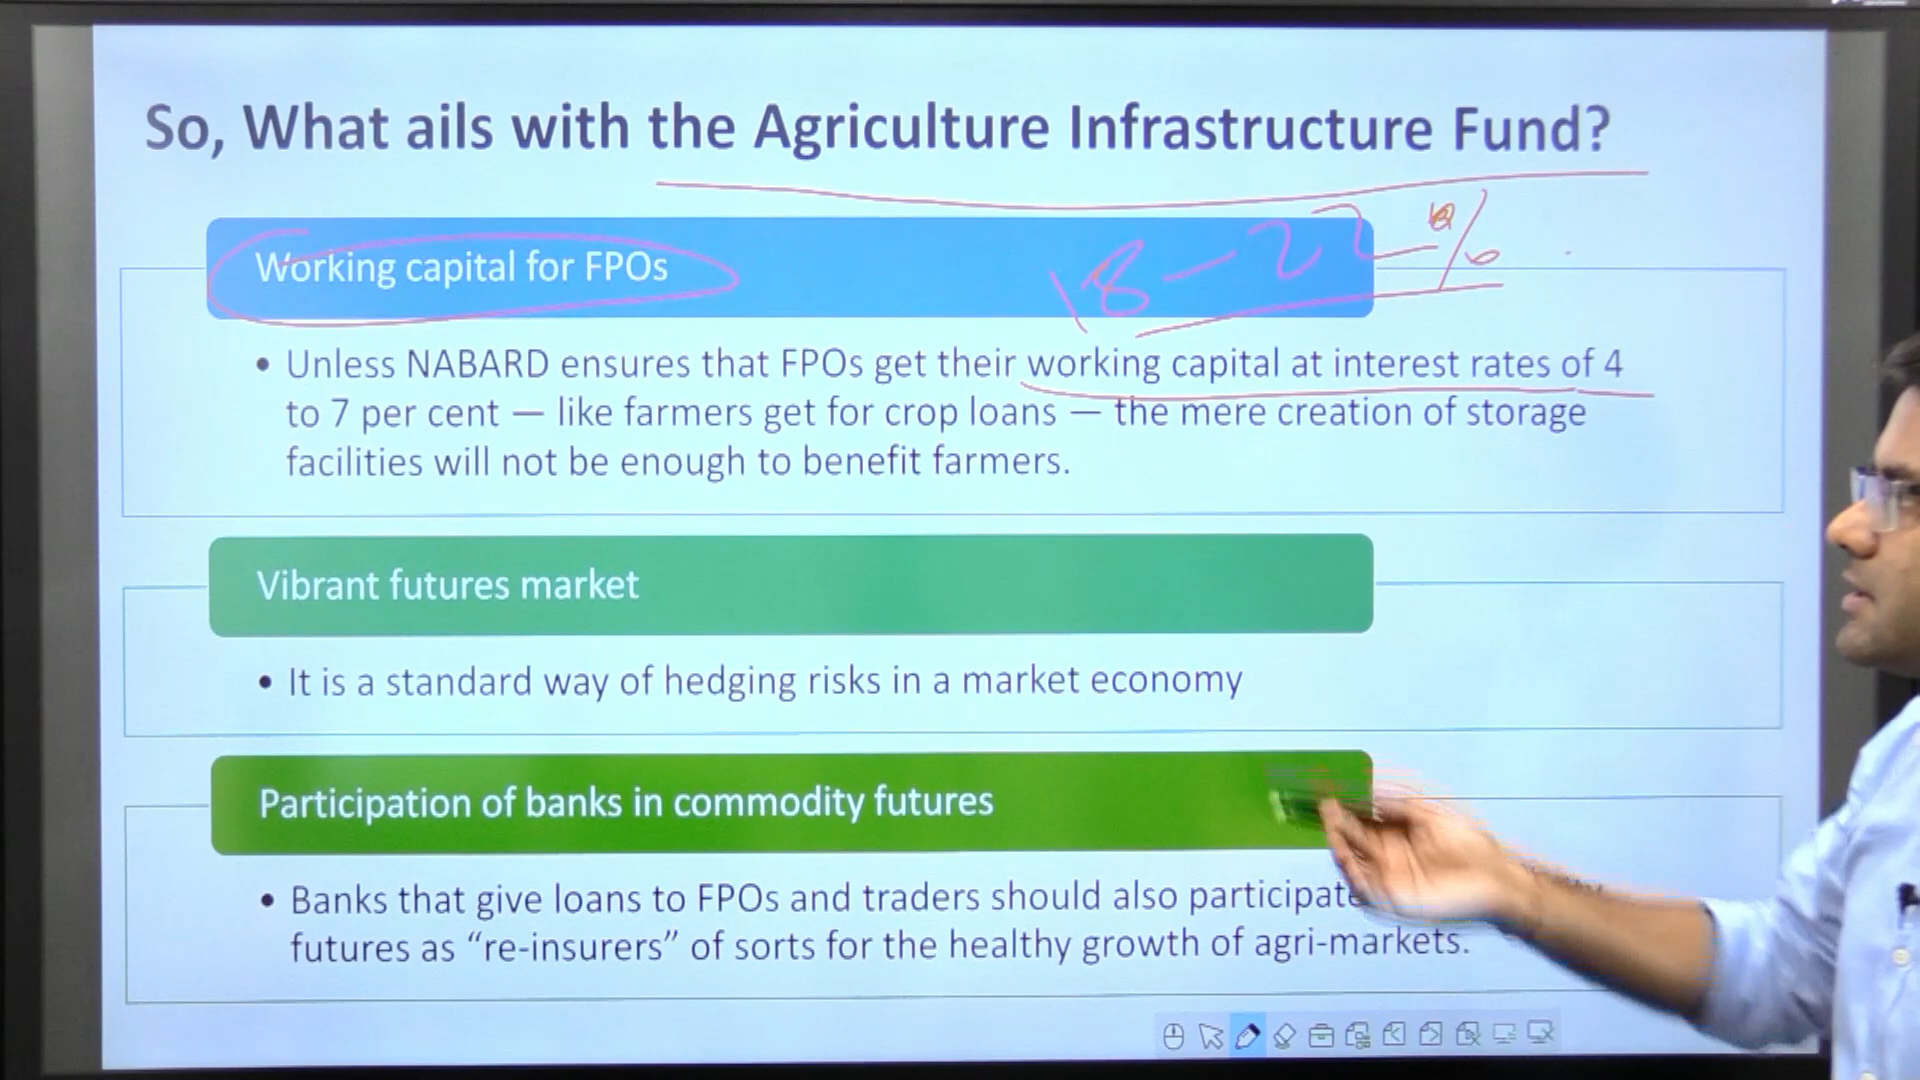 So, What ails with the Agriculture Infrastructure Fund?
Working capital for FPOs
18-22%
• Unless NABARD ensures that FPOs get their working capital at interest rates of 4
to 7 per cent — like farmers get for crop loans — the mere creation of storage
facilities will not be enough to benefit farmers.
Vibrant futures market
• It is a standard way of hedging risks in a market economy
Participation of banks in commodity futures
• Banks that give loans to FPOs and traders should also participate
futures as “re-insurers” of sorts for the healthy growth of agri-markets.